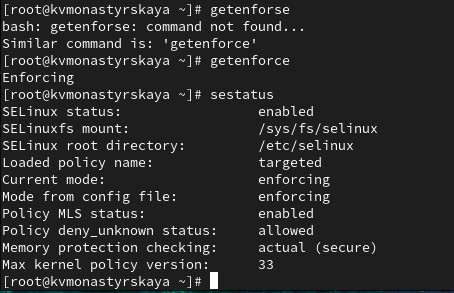 [root@kvmonastyrskaya ~]# getenforse
bash: getenforse: command not found...
Similar command is: 'getenforce'
[root@kvmonastyrskaya ~]# getenforce
Enforcing
[root@kvmonastyrskaya ~]# sestatus
SELinux status:                 enabled
SELinuxfs mount:                /sys/fs/selinux
SELinux root directory:         /etc/selinux
Loaded policy name:             targeted
Current mode:                   enforcing
Mode from config file:          enforcing
Policy MLS status:              enabled
Policy deny_unknown status:     allowed
Memory protection checking:     actual (secure)
Max kernel policy version:      33
[root@kvmonastyrskaya ~]#